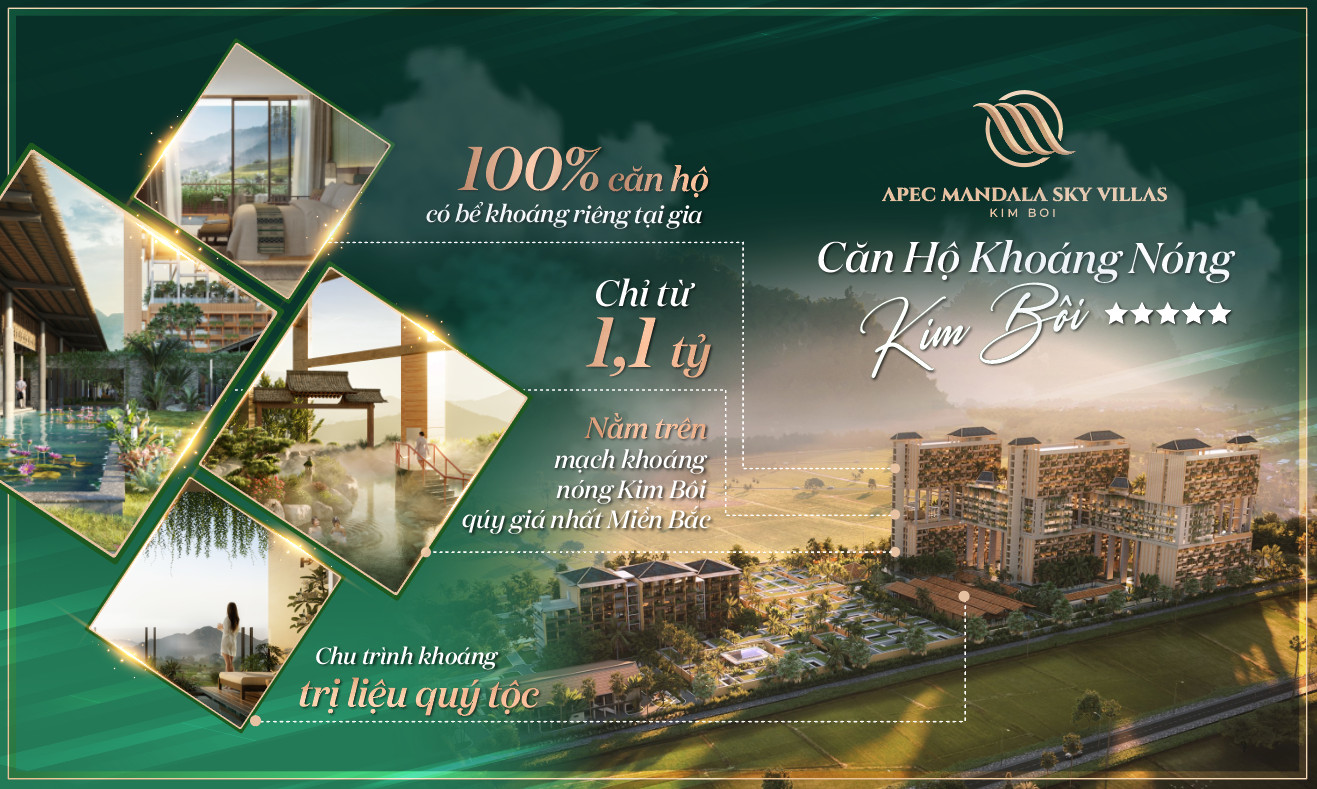 100% căn hộ
có bể khoáng riêng tại gia
Chỉ từ
1,1 tỷ
Nằm trên
mạch khoáng
nóng Kim Bôi
qúy giá nhất Miền Bắc
Chu trình khoáng
trị liệu quý tộc
APEC MANDALA SKY VILLAS
KIM BOI
Căn Hộ Khoáng Nóng
Kim Bôi